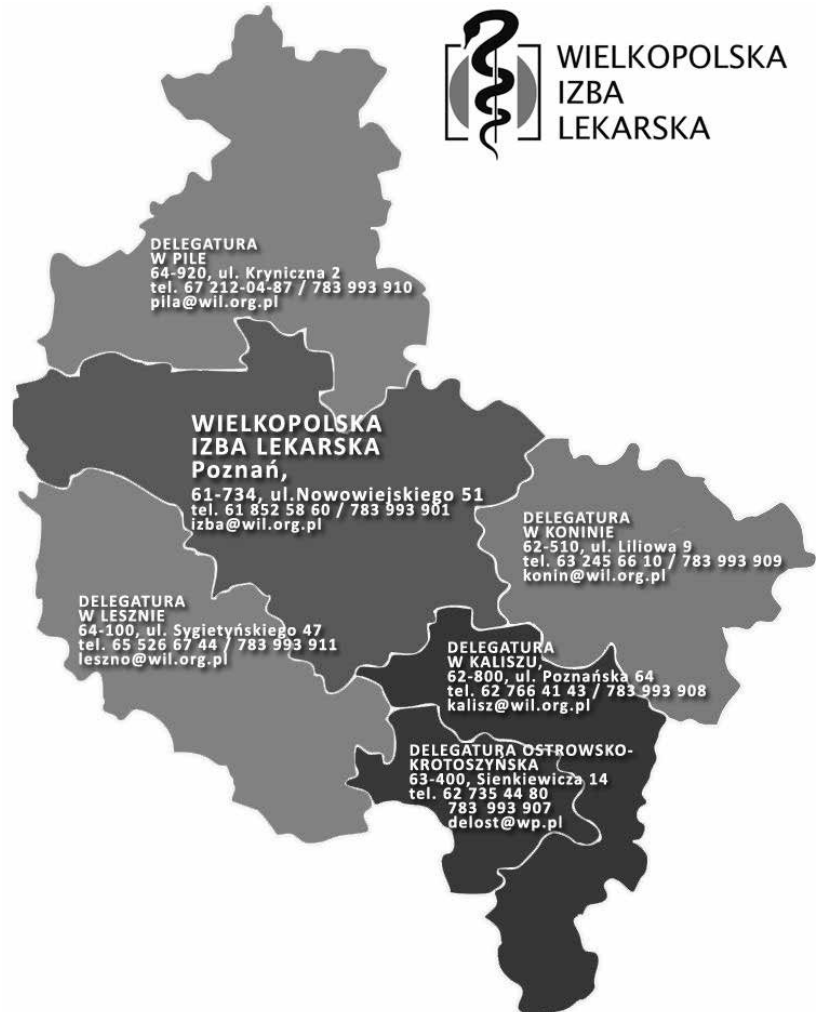 WIELKOPOLSKA
IZBA
LEKARSKA
DELEGATURA
W PILE
64-920, ul. Kryniczna 2
tel. 67 212-04-87 / 783 993 910
pila@wil.org.pl
WIELKOPOLSKA
IZBA LEKARSKA
Poznań,
61-734, ul.Nowowiejskiego 51
tel. 61 852 58 60 / 783 993 901
izba@wil.org.pl
DELEGATURA
W KONINIE
62-510, ul. Liliowa 9
tel. 63 245 66 10 / 783 993 909
konin@wil.org.pl
DELEGATURA
W LESZNIE
64-100, ul. Sygietyńskiego 47
tel. 65 526 67 44 / 783 993 911
leszno@wil.org.pl
DELEGATURA
W KALISZU,
62-800, ul. Poznańska 64
tel. 62 766 41 43 / 783 993 908
kalisz@wil.org.pl
DELEGATURA OSTROWSKO-
KROTOSZYŃSKA
63-400, Sienkiewicza 14
tel. 62 735 44 80
783 993 907
delost@wp.pl